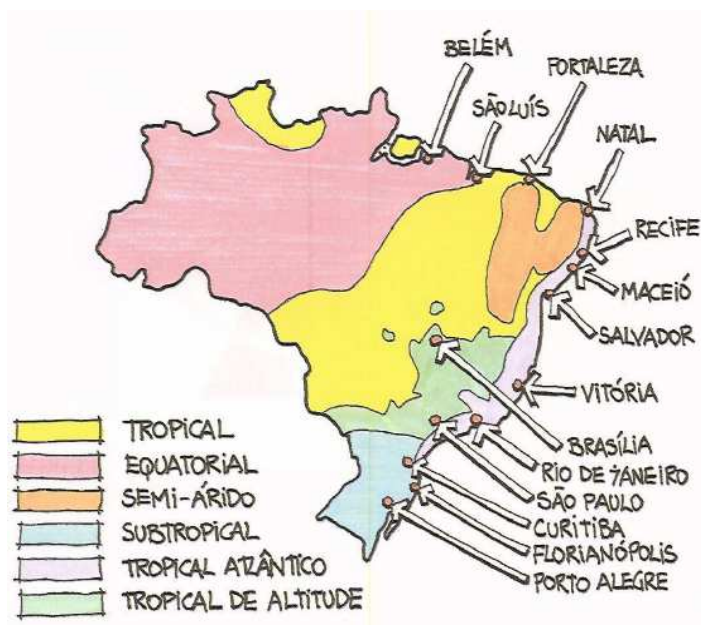 BELÉM
FORTALEZA
SÃO LUÍS
NATAL
RECIFE
MACEIÓ
SALVADOR
VITÓRIA
BRASÍLIA
RIO DE JANEIRO
SÃO PAULO
CURITIBA
FLORIANÓPOLIS
PORTO ALEGRE
TROPICAL
EQUATORIAL
SEMI-ÁRIDO
SUBTROPICAL
TROPICAL ATLÂNTICO
TROPICAL DE ALTITUDE